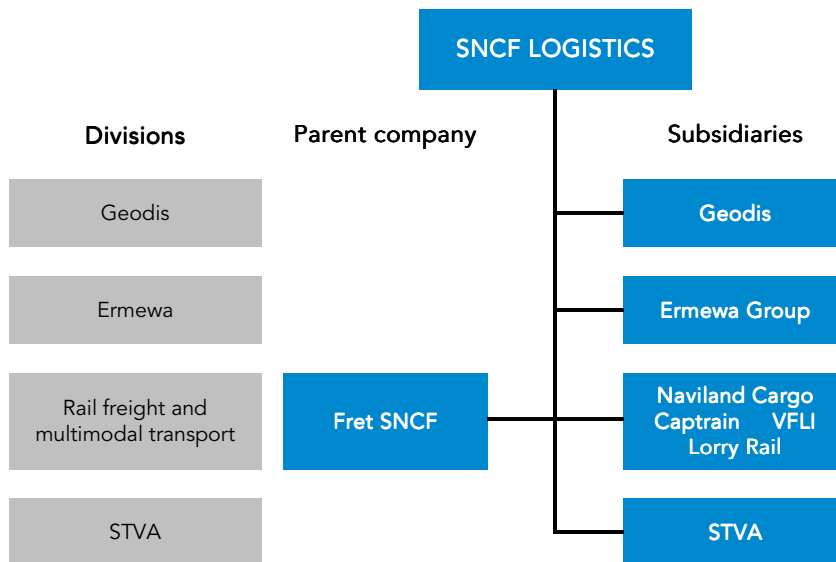 SNCF LOGISTICS
Divisions
Parent company
Subsidiaries
Geodis
Geodis
Ermewa
Ermewa Group
Rail freight and
multimodal transport
Fret SNCF
Naviland Cargo
Captrain VFLI
Lorry Rail
STVA
STVA